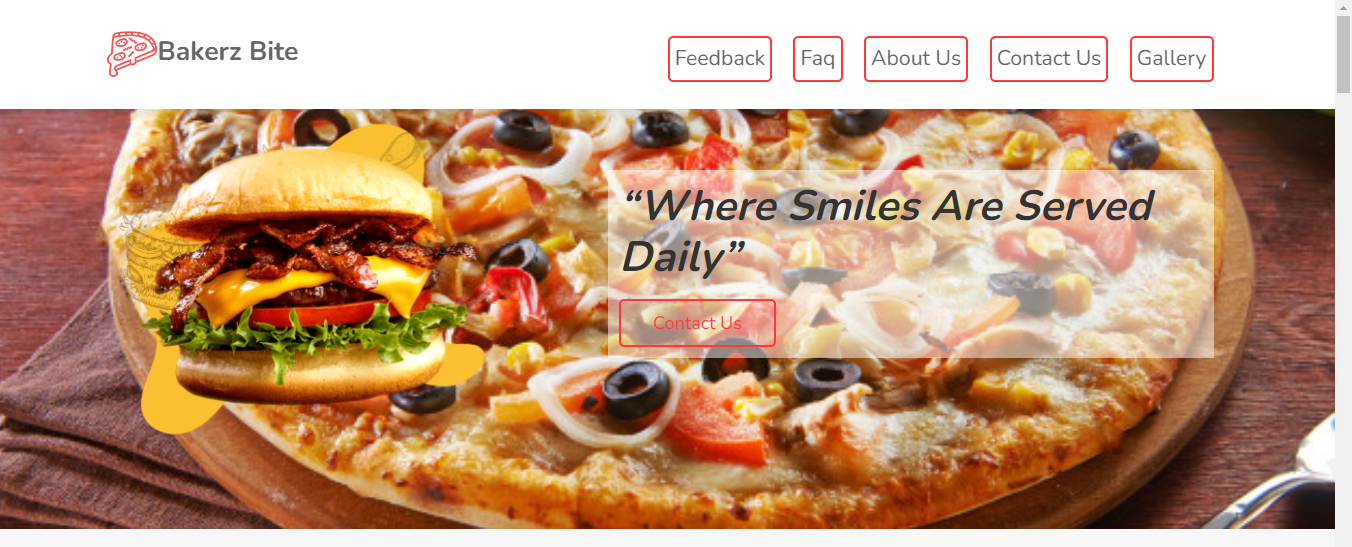 Bakerz Bite
Feedback
Faq
About Us
Contact Us
Gallery
“Where Smiles Are Served
Daily”
Contact Us